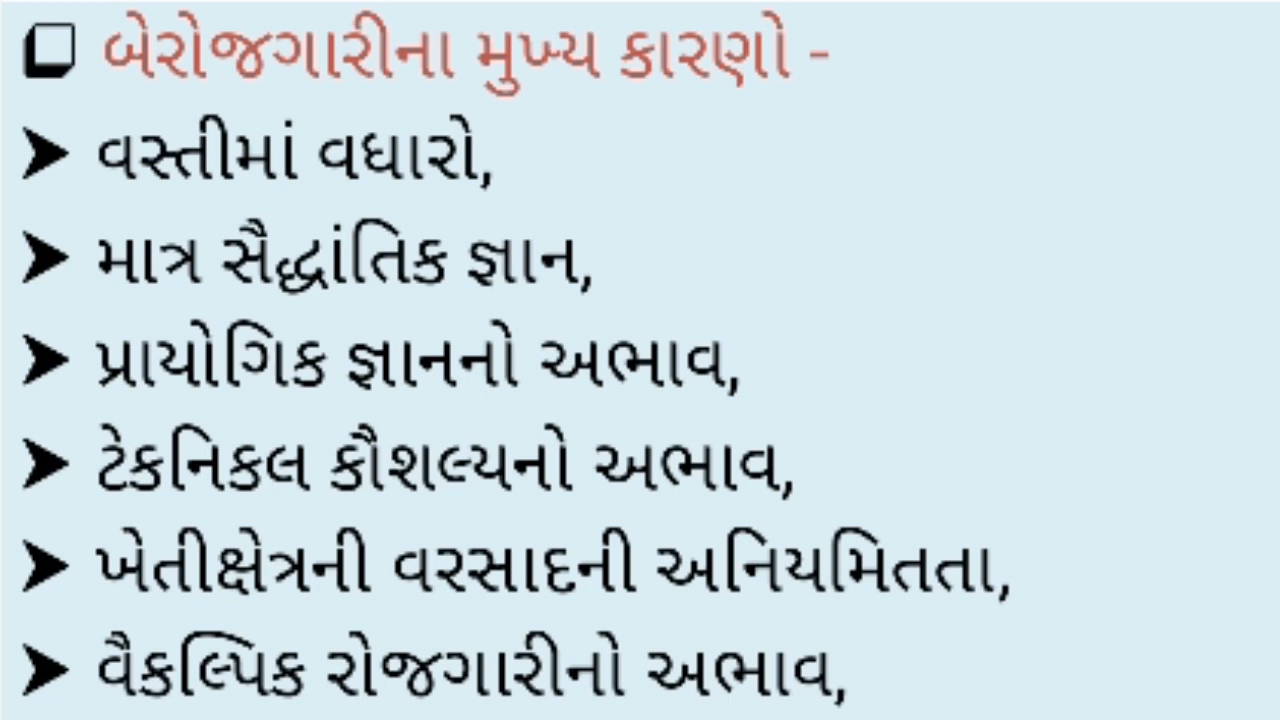 ❑ બેરોજગારીના મુખ્ય કારણો -
➤ વસ્તીમાં વધારો,
➤ માત્ર સૈદ્ધાંતિક જ્ઞાન,
➤ પ્રાયોગિક જ્ઞાનનો અભાવ,
➤ ટેકનિકલ કૌશલ્યનો અભાવ,
➤ ખેતીક્ષેત્રની વરસાદની અનિયમિતતા,
➤ વૈકલ્પિક રોજગારીનો અભાવ,